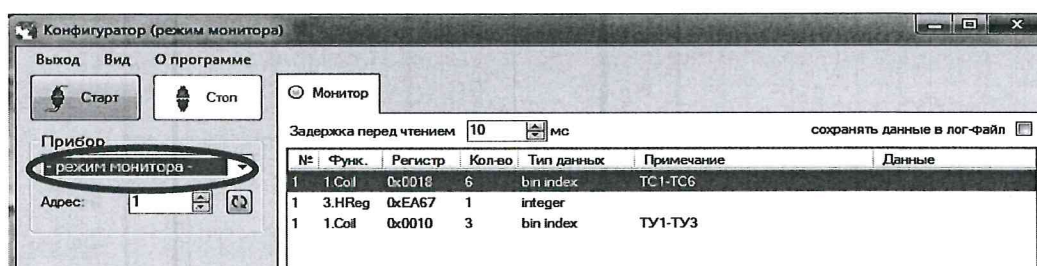 Конфигуратор (режим монитора)
Выход Вид О программе
Старт Стоп
Монитор
Задержка перед чтением 10 мс сохранять данные в лог-файл
Прибор
- режим монитора -
Адрес: 1
№ Функ. Регистр Кол-во Тип данных Примечание Данные
1 1.Coil 0x0018 6 bin index ТС1-ТС6
1 3.HReg 0xEA67 1 integer
1 1.Coil 0x0010 3 bin index ТУ1-ТУ3